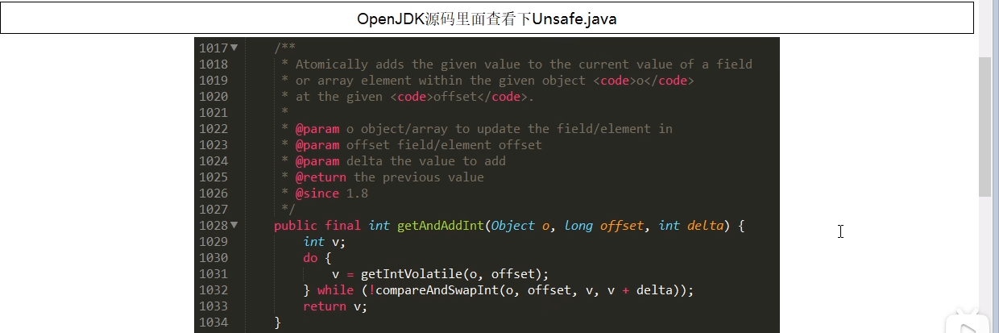 OpenJDK源码里面查看下Unsafe.java
1017▼ /**
1018 * Atomically adds the given value to the current value of a field
1019 * or array element within the given object <code>o</code>
1020 * at the given <code>offset</code>.
1021 *
1022 * @param o object/array to update the field/element in
1023 * @param offset field/element offset
1024 * @param delta the value to add
1025 * @return the previous value
1026 * @since 1.8
1027 */
1028▼ public final int getAndAddInt(Object o, long offset, int delta) {
1029 int v;
1030 do {
1031 v = getIntVolatile(o, offset);
1032 } while (!compareAndSwapInt(o, offset, v, v + delta));
1033 return v;
1034 }